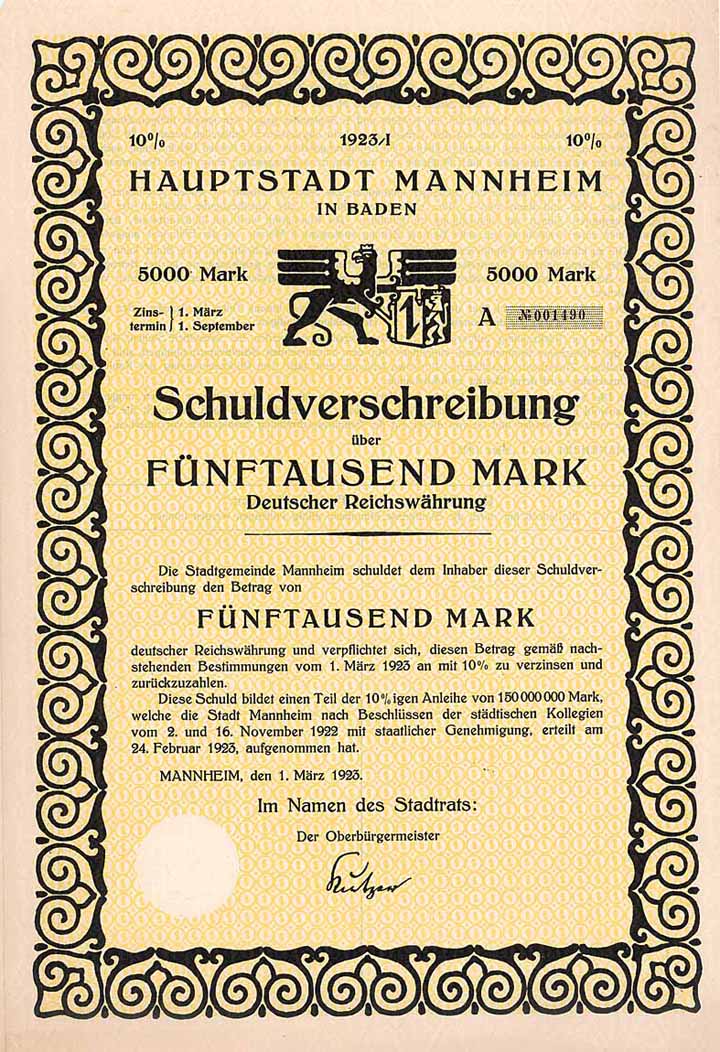 10% 1923/I 10%
HAUPTSTADT MANNHEIM
IN BADEN
5000 Mark 5000 Mark
Zins- } 1. März
termin } 1. September
A № 001490
Schuldverschreibung
über
FÜNFTAUSEND MARK
Deutscher Reichswährung
Die Stadtgemeinde Mannheim schuldet dem Inhaber dieser Schuldver-
schreibung den Betrag von
FÜNFTAUSEND MARK
deutscher Reichswährung und verpflichtet sich, diesen Betrag gemäß nach-
stehenden Bestimmungen vom 1. März 1923 an mit 10% zu verzinsen und
zurückzuzahlen.
Diese Schuld bildet einen Teil der 10%igen Anleihe von 150 000 000 Mark,
welche die Stadt Mannheim nach Beschlüssen der städtischen Kollegien
vom 2. und 16. November 1922 mit staatlicher Genehmigung, erteilt am
24. Februar 1923, aufgenommen hat.
MANNHEIM, den 1. März 1923.
Im Namen des Stadtrats:
Der Oberbürgermeister
Kutzer